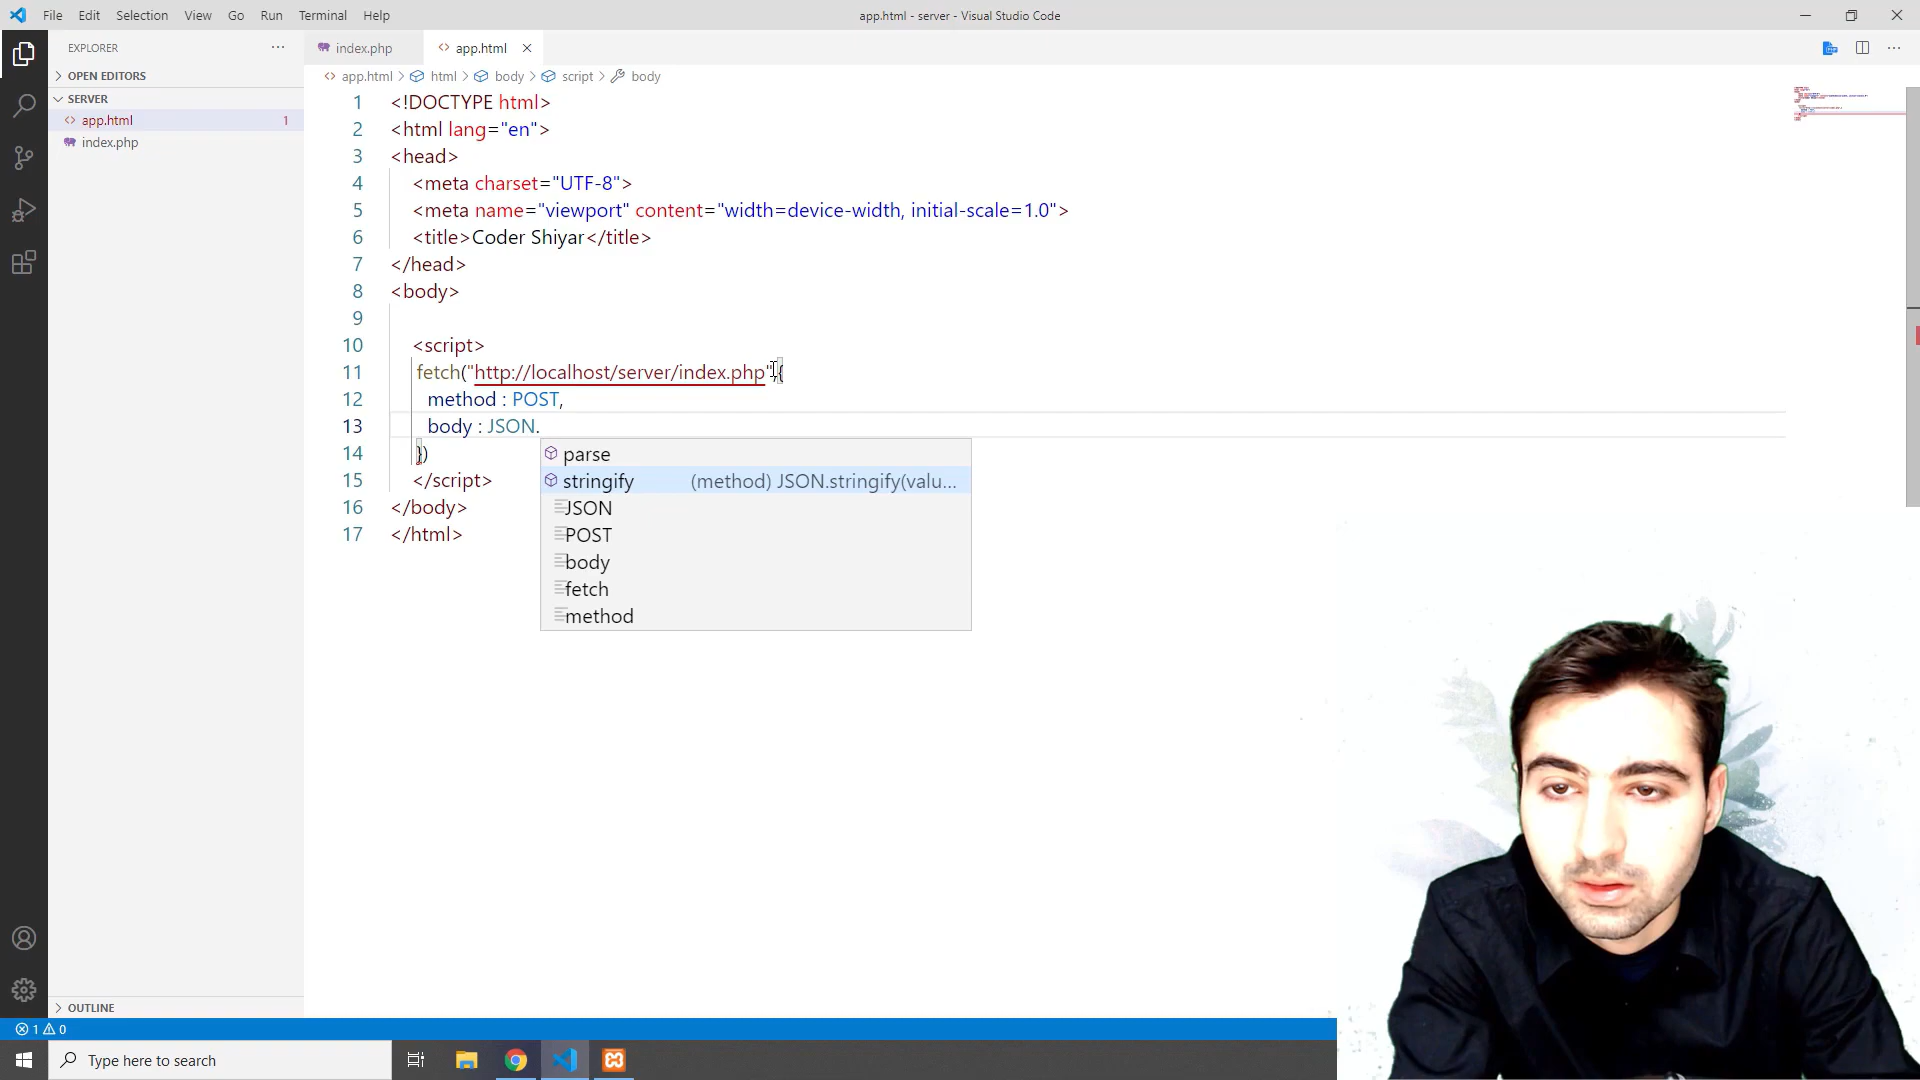 File Edit Selection View Go Run Terminal Help
app.html - server - Visual Studio Code
EXPLORER
OPEN EDITORS
SERVER
app.html 1
index.php
OUTLINE
index.php app.html
app.html > html > body > script > body
1 <!DOCTYPE html>
2 <html lang="en">
3 <head>
4 <meta charset="UTF-8">
5 <meta name="viewport" content="width=device-width, initial-scale=1.0">
6 <title>Coder Shiyar</title>
7 </head>
8 <body>
9
10 <script>
11 fetch("http://localhost/server/index.php",{
12 method : POST,
13 body : JSON.
14 })
15 </script>
16 </body>
17 </html>
parse
stringify (method) JSON.stringify(valu...
JSON
POST
body
fetch
method
1 0
Type here to search